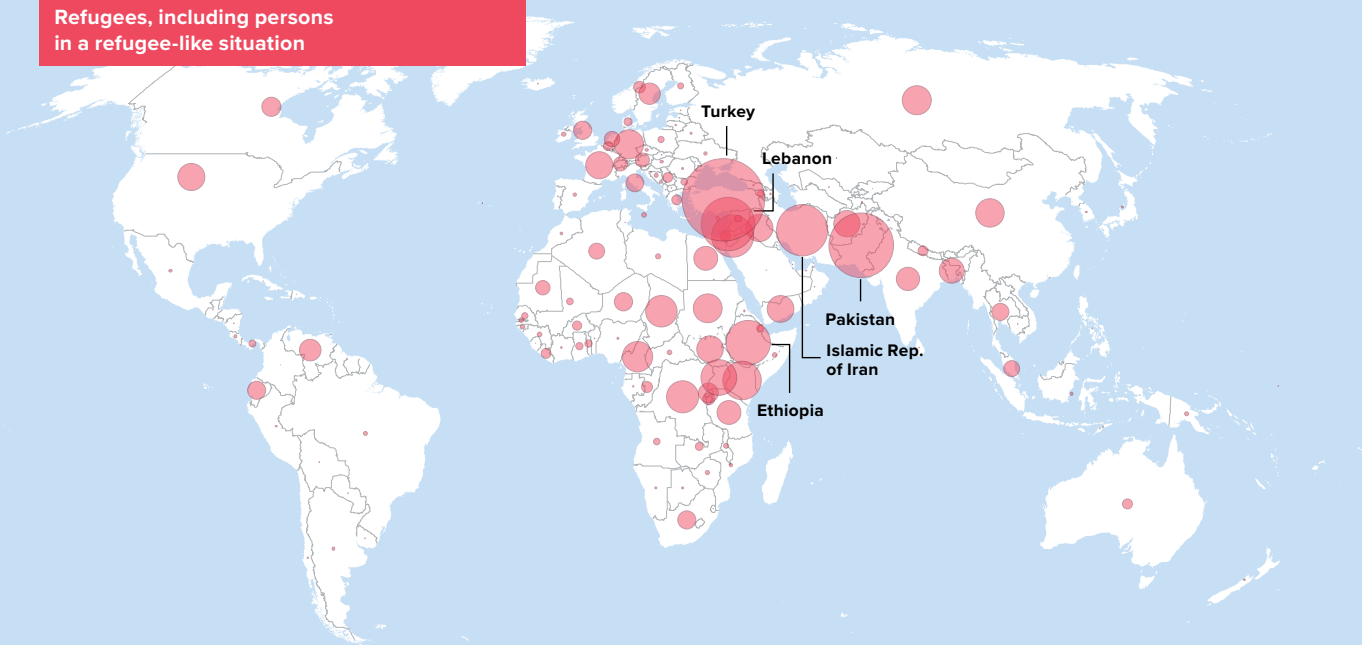 Refugees, including persons
in a refugee-like situation
Turkey
Lebanon
Pakistan
Islamic Rep.
of Iran
Ethiopia